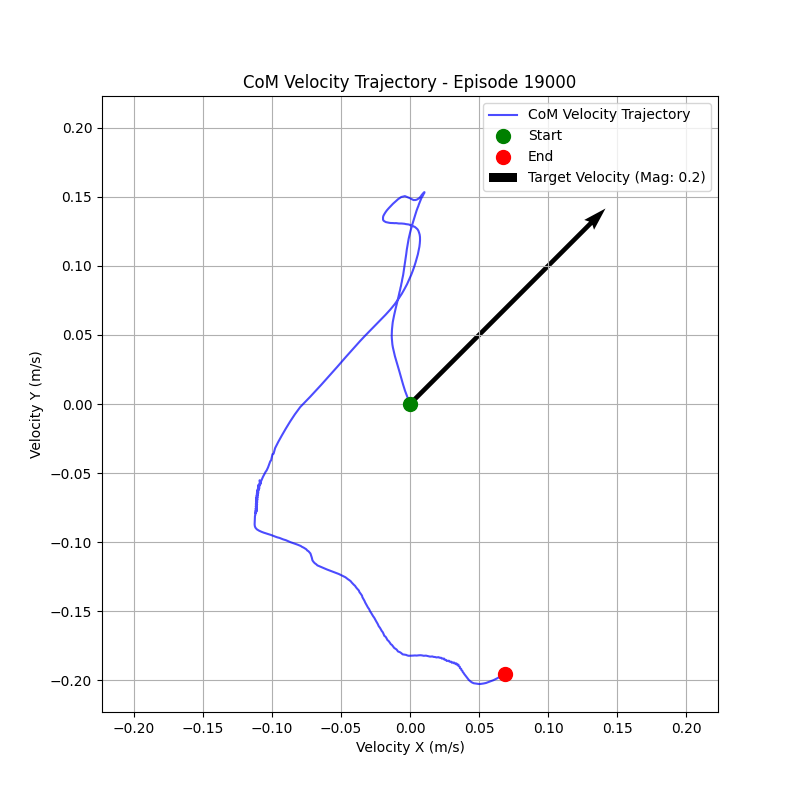 CoM Velocity Trajectory - Episode 19000
CoM Velocity Trajectory
Start
End
Target Velocity (Mag: 0.2)
Velocity Y (m/s)
0.20
0.15
0.10
0.05
0.00
−0.05
−0.10
−0.15
−0.20
−0.20 −0.15 −0.10 −0.05 0.00 0.05 0.10 0.15 0.20
Velocity X (m/s)